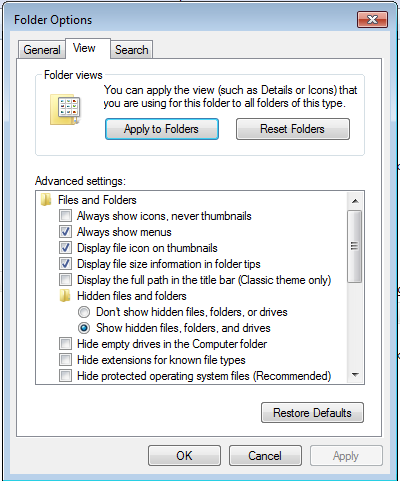 Folder Options
General View Search
Folder views
You can apply the view (such as Details or Icons) that
you are using for this folder to all folders of this type.
Apply to Folders Reset Folders
Advanced settings:
Files and Folders
Always show icons, never thumbnails
Always show menus
Display file icon on thumbnails
Display file size information in folder tips
Display the full path in the title bar (Classic theme only)
Hidden files and folders
Don't show hidden files, folders, or drives
Show hidden files, folders, and drives
Hide empty drives in the Computer folder
Hide extensions for known file types
Hide protected operating system files (Recommended)
Restore Defaults
OK Cancel Apply